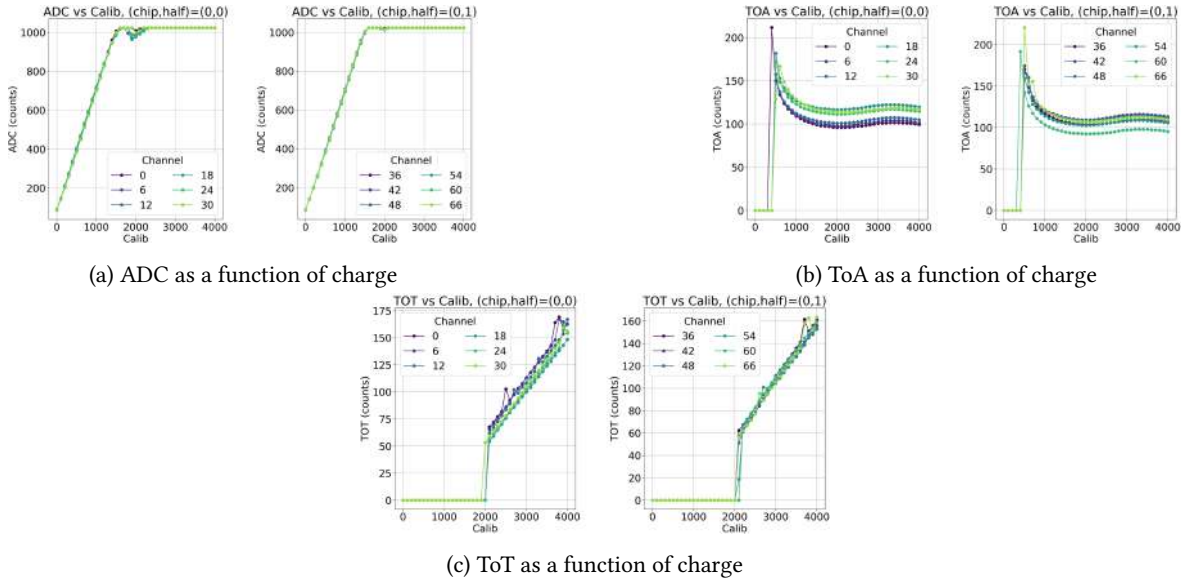 ADC vs Calib, (chip,half)=(0,0)
1000
800
600
400
200
ADC (counts)
Channel
0 18
6 24
12 30
0 1000 2000 3000 4000
Calib
ADC vs Calib, (chip,half)=(0,1)
1000
800
600
400
200
ADC (counts)
Channel
36 54
42 60
48 66
0 1000 2000 3000 4000
Calib
(a) ADC as a function of charge
TOA vs Calib, (chip,half)=(0,0)
200
150
100
50
0
TOA (counts)
Channel
0 18
6 24
12 30
0 1000 2000 3000 4000
Calib
TOA vs Calib, (chip,half)=(0,1)
200
150
100
50
0
TOA (counts)
Channel
36 54
42 60
48 66
0 1000 2000 3000 4000
Calib
(b) ToA as a function of charge
TOT vs Calib, (chip,half)=(0,0)
175
150
125
100
75
50
25
0
TOT (counts)
Channel
0 18
6 24
12 30
0 1000 2000 3000 4000
Calib
TOT vs Calib, (chip,half)=(0,1)
160
140
120
100
80
60
40
20
0
TOT (counts)
Channel
36 54
42 60
48 66
0 1000 2000 3000 4000
Calib
(c) ToT as a function of charge